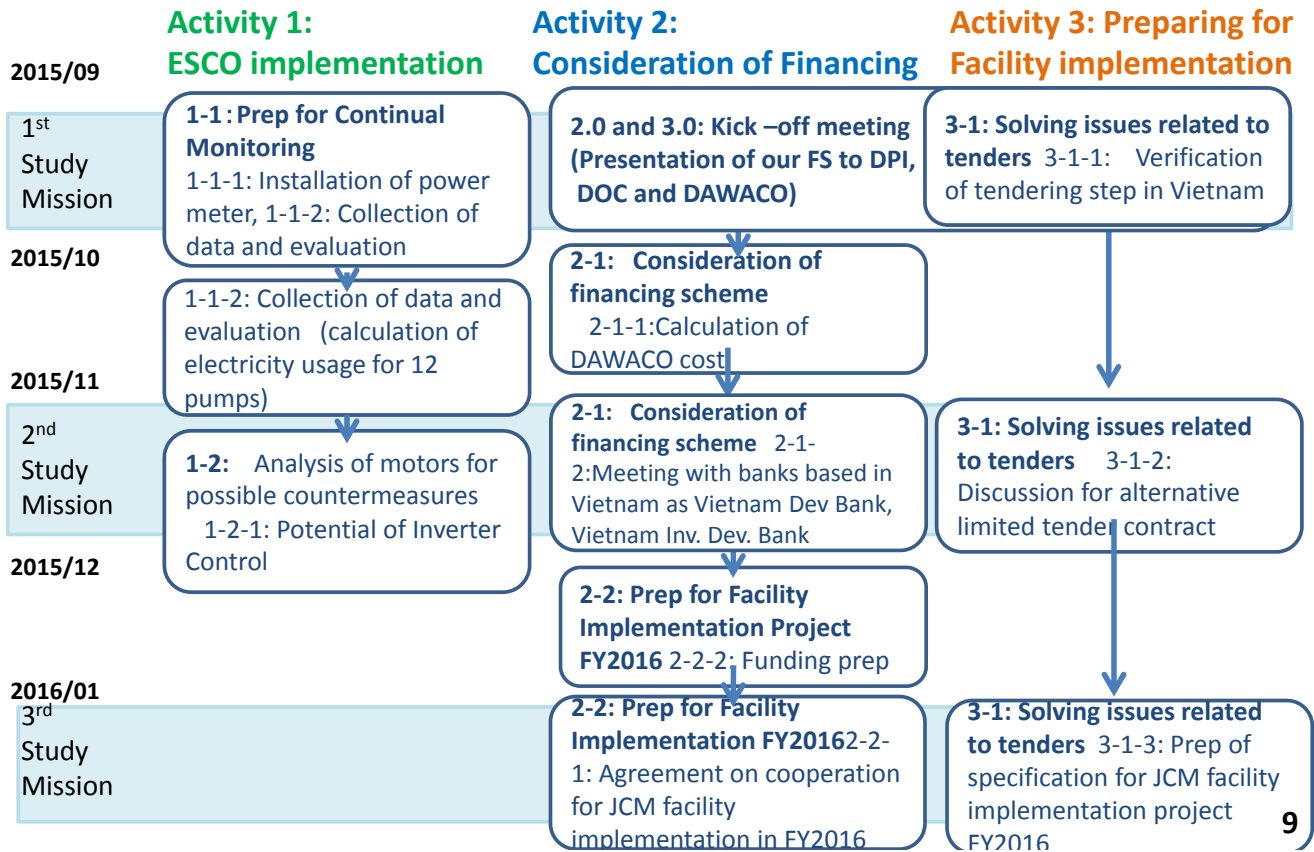 Activity 1:
ESCO implementation
Activity 2:
Consideration of Financing
Activity 3: Preparing for
Facility implementation
2015/09
1st
Study
Mission
1-1: Prep for Continual
Monitoring
1-1-1: Installation of power
meter, 1-1-2: Collection of
data and evaluation
2.0 and 3.0: Kick –off meeting
(Presentation of our FS to DPI,
DOC and DAWACO)
3-1: Solving issues related to
tenders 3-1-1: Verification
of tendering step in Vietnam
2015/10
1-1-2: Collection of data and
evaluation (calculation of
electricity usage for 12
pumps)
2-1: Consideration of
financing scheme
2-1-1:Calculation of
DAWACO cost
2015/11
2nd
Study
Mission
1-2: Analysis of motors for
possible countermeasures
1-2-1: Potential of Inverter
Control
2-1: Consideration of
financing scheme 2-1-
2:Meeting with banks based in
Vietnam as Vietnam Dev Bank,
Vietnam Inv. Dev. Bank
3-1: Solving issues related
to tenders 3-1-2:
Discussion for alternative
limited tender contract
2015/12
2-2: Prep for Facility
Implementation Project
FY2016 2-2-2: Funding prep
2016/01
3rd
Study
Mission
2-2: Prep for Facility
Implementation FY20162-2-
1: Agreement on cooperation
for JCM facility
implementation in FY2016
3-1: Solving issues related
to tenders 3-1-3: Prep of
specification for JCM facility
implementation project
FY2016
9